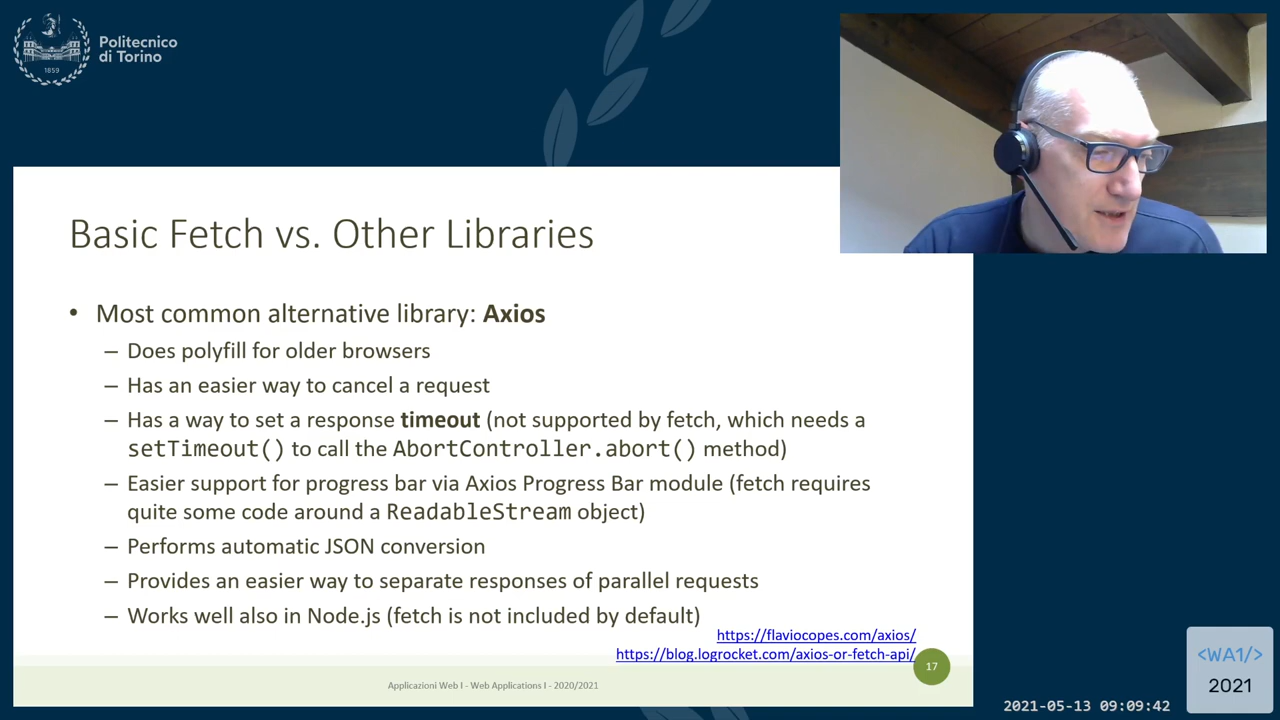 Politecnico
di Torino
1859
Basic Fetch vs. Other Libraries
• Most common alternative library: Axios
– Does polyfill for older browsers
– Has an easier way to cancel a request
– Has a way to set a response timeout (not supported by fetch, which needs a
setTimeout() to call the AbortController.abort() method)
– Easier support for progress bar via Axios Progress Bar module (fetch requires
quite some code around a ReadableStream object)
– Performs automatic JSON conversion
– Provides an easier way to separate responses of parallel requests
– Works well also in Node.js (fetch is not included by default)
https://flaviocopes.com/axios/
https://blog.logrocket.com/axios-or-fetch-api/
17
Applicazioni Web I - Web Applications I - 2020/2021
<WA1/>
2021
2021-05-13 09:09:42